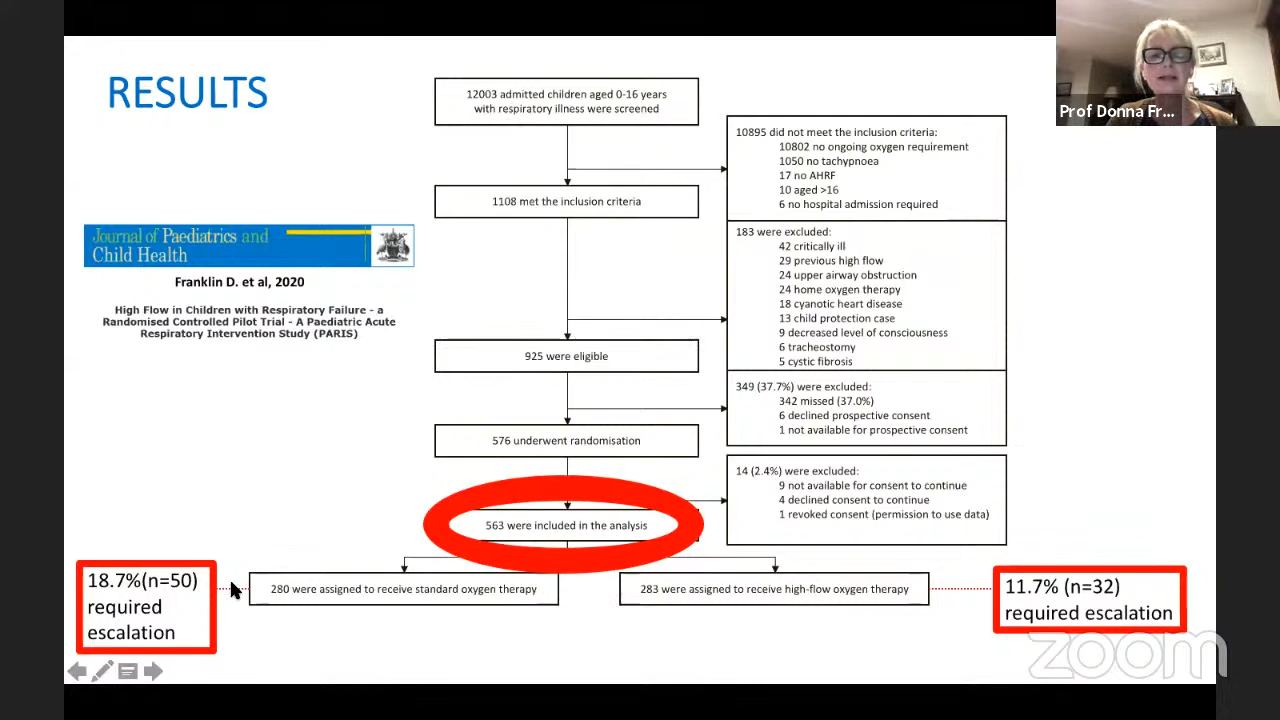 RESULTS
12003 admitted children aged 0-16 years
with respiratory illness were screened
Prof Donna Fr...
10895 did not meet the inclusion criteria:
10802 no ongoing oxygen requirement
1050 no tachypnoea
17 no AHRF
10 aged >16
6 no hospital admission required
1108 met the inclusion criteria
183 were excluded:
42 critically ill
29 previous high flow
24 upper airway obstruction
24 home oxygen therapy
18 cyanotic heart disease
13 child protection case
9 decreased level of consciousness
6 tracheostomy
5 cystic fibrosis
Journal of Paediatrics and
Child Health
Franklin D. et al, 2020
High Flow in Children with Respiratory Failure - a
Randomised Controlled Pilot Trial - A Paediatric Acute
Respiratory Intervention Study (PARIS)
925 were eligible
349 (37.7%) were excluded:
342 missed (37.0%)
6 declined prospective consent
1 not available for prospective consent
576 underwent randomisation
14 (2.4%) were excluded:
9 not available for consent to continue
4 declined consent to continue
1 revoked consent (permission to use data)
563 were included in the analysis
18.7%(n=50)
required
escalation
280 were assigned to receive standard oxygen therapy
283 were assigned to receive high-flow oxygen therapy
11.7% (n=32)
required escalation
zoom